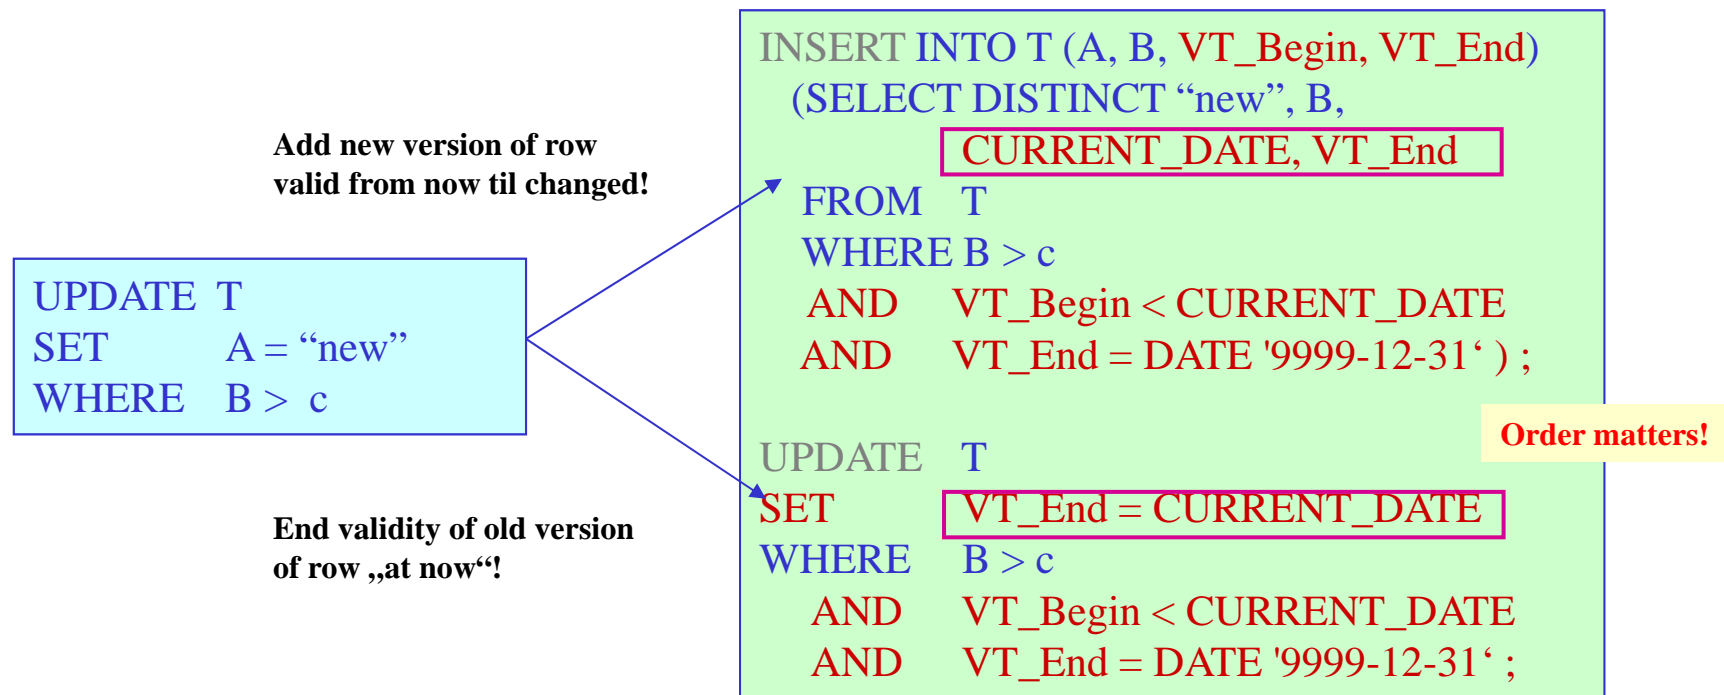 INSERT INTO T (A, B, VT_Begin, VT_End)
(SELECT DISTINCT “new”, B,
CURRENT_DATE, VT_End
FROM T
WHERE B > c
AND VT_Begin < CURRENT_DATE
AND VT_End = DATE '9999-12-31‘ ) ;
Add new version of row
valid from now til changed!
UPDATE T
SET A = “new”
WHERE B > c
Order matters!
UPDATE T
SET VT_End = CURRENT_DATE
WHERE B > c
AND VT_Begin < CURRENT_DATE
AND VT_End = DATE '9999-12-31‘ ;
End validity of old version
of row „at now“!